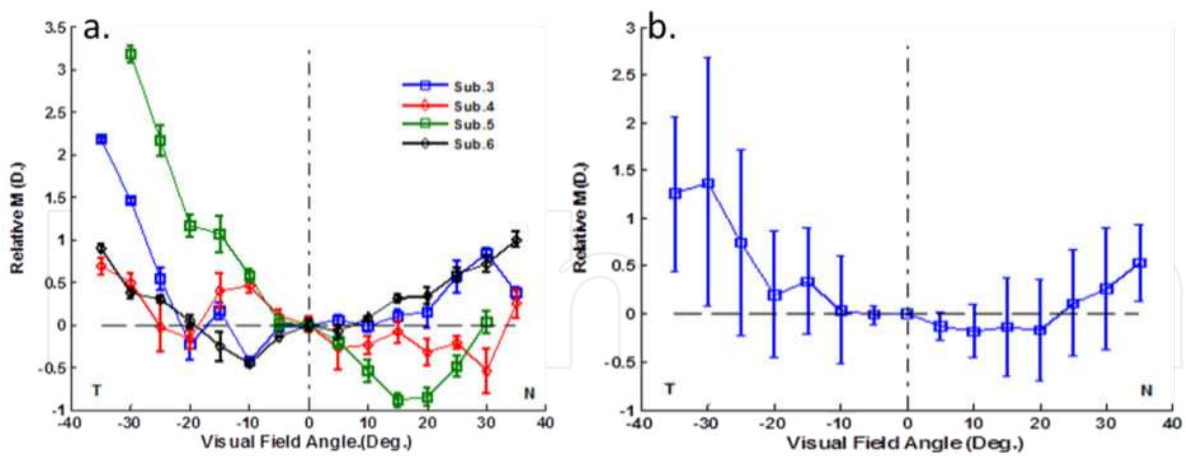 a.
3.5
3
2.5
2
1.5
1
0.5
0
-0.5
-1
Relative M (D.)
Sub.3
Sub.4
Sub.5
Sub.6
T
N
-40 -30 -20 -10 0 10 20 30 40
Visual Field Angle.(Deg.)
b.
3
2.5
2
1.5
1
0.5
0
-0.5
-1
Relative M(D.)
T
N
-40 -30 -20 -10 0 10 20 30 40
Visual Field Angle (Deg.)